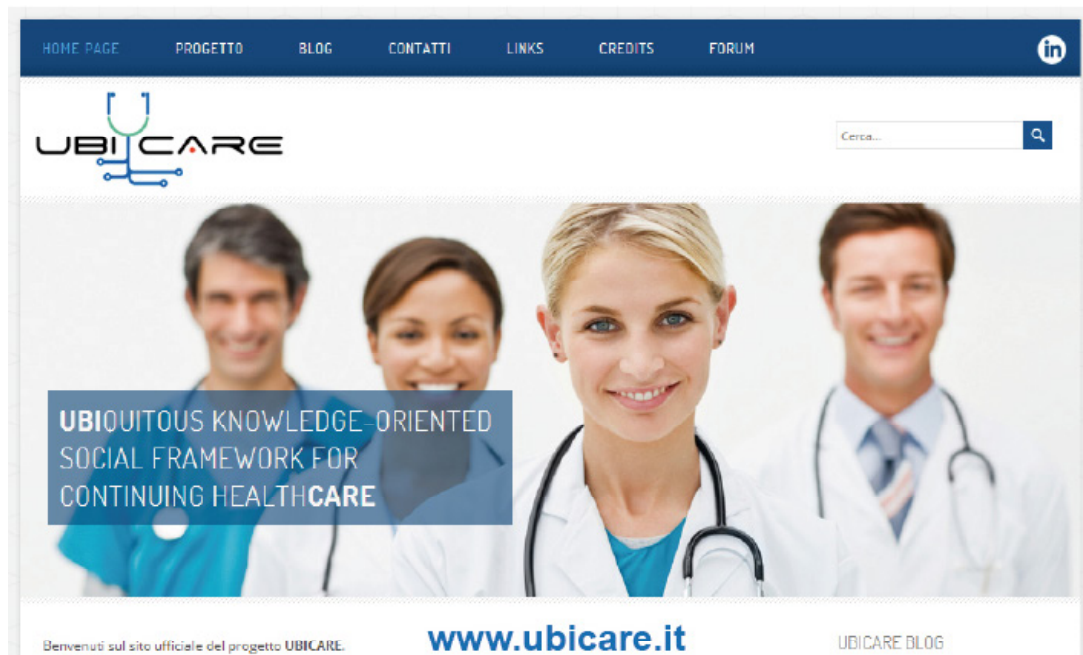 HOME PAGE PROGETTO BLOG CONTATTI LINKS CREDITS FORUM in
UBICARE
Cerca...
UBIQUITOUS KNOWLEDGE-ORIENTED
SOCIAL FRAMEWORK FOR
CONTINUING HEALTHCARE
Benvenuti sul sito ufficiale del progetto UBICARE.
www.ubicare.it
UBICARE BLOG